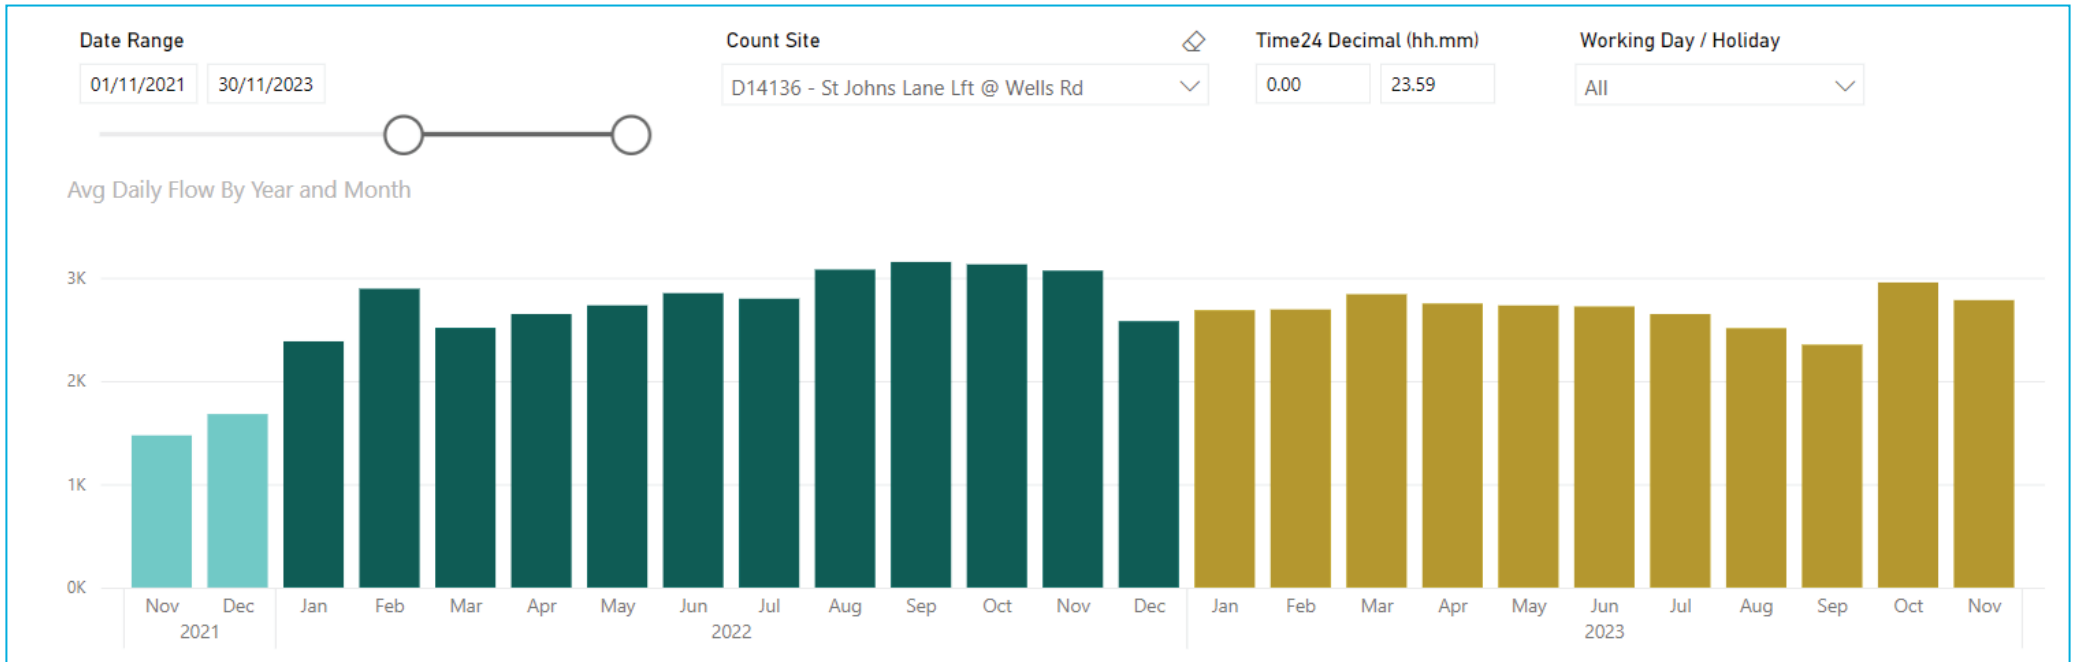 Date Range
Count Site
Time24 Decimal (hh.mm)
Working Day / Holiday
01/11/2021 30/11/2023
D14136 - St Johns Lane Lft @ Wells Rd
0.00 23.59
All
Avg Daily Flow By Year and Month
3K
2K
1K
0K
Nov Dec Jan Feb Mar Apr May Jun Jul Aug Sep Oct Nov Dec Jan Feb Mar Apr May Jun Jul Aug Sep Oct Nov
2021 2022 2023